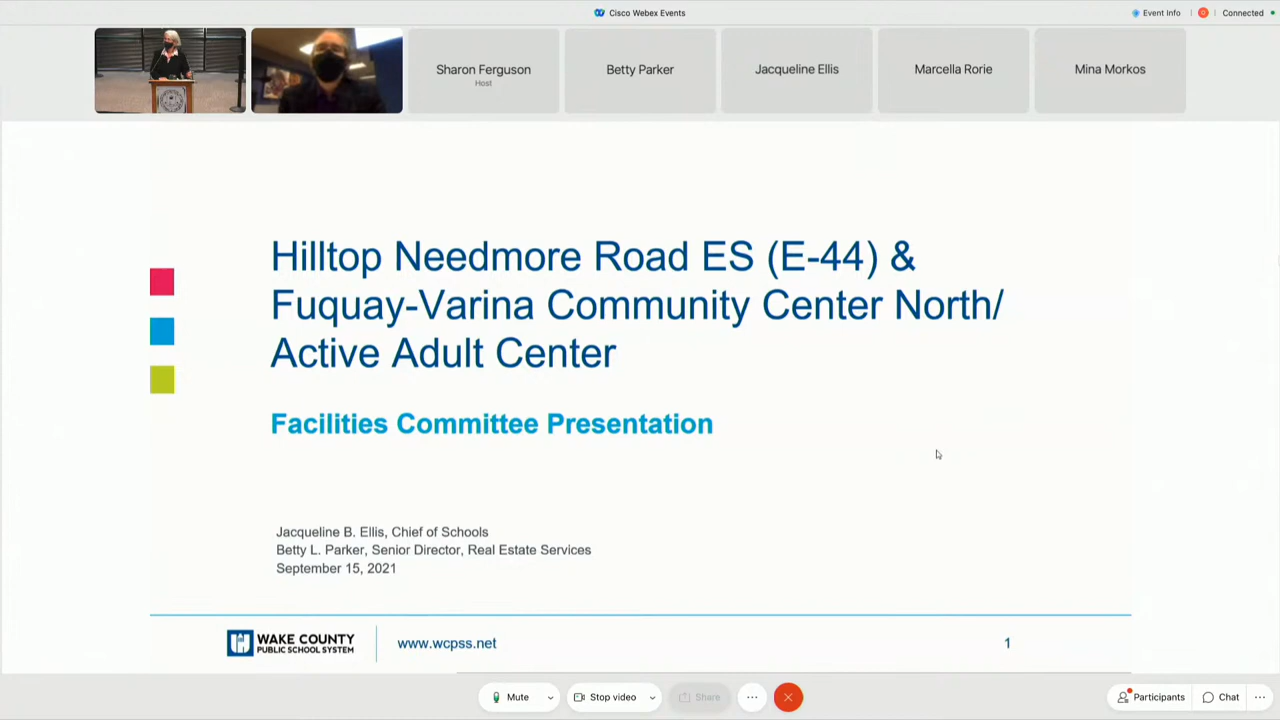 Cisco Webex Events
Event Info
Connected
Sharon Ferguson
Host
Betty Parker
Jacqueline Ellis
Marcella Rorie
Mina Morkos
Hilltop Needmore Road ES (E-44) &
Fuquay-Varina Community Center North/
Active Adult Center
Facilities Committee Presentation
Jacqueline B. Ellis, Chief of Schools
Betty L. Parker, Senior Director, Real Estate Services
September 15, 2021
WAKE COUNTY
PUBLIC SCHOOL SYSTEM
www.wcpss.net
1
Mute
Stop video
Share
Participants
Chat